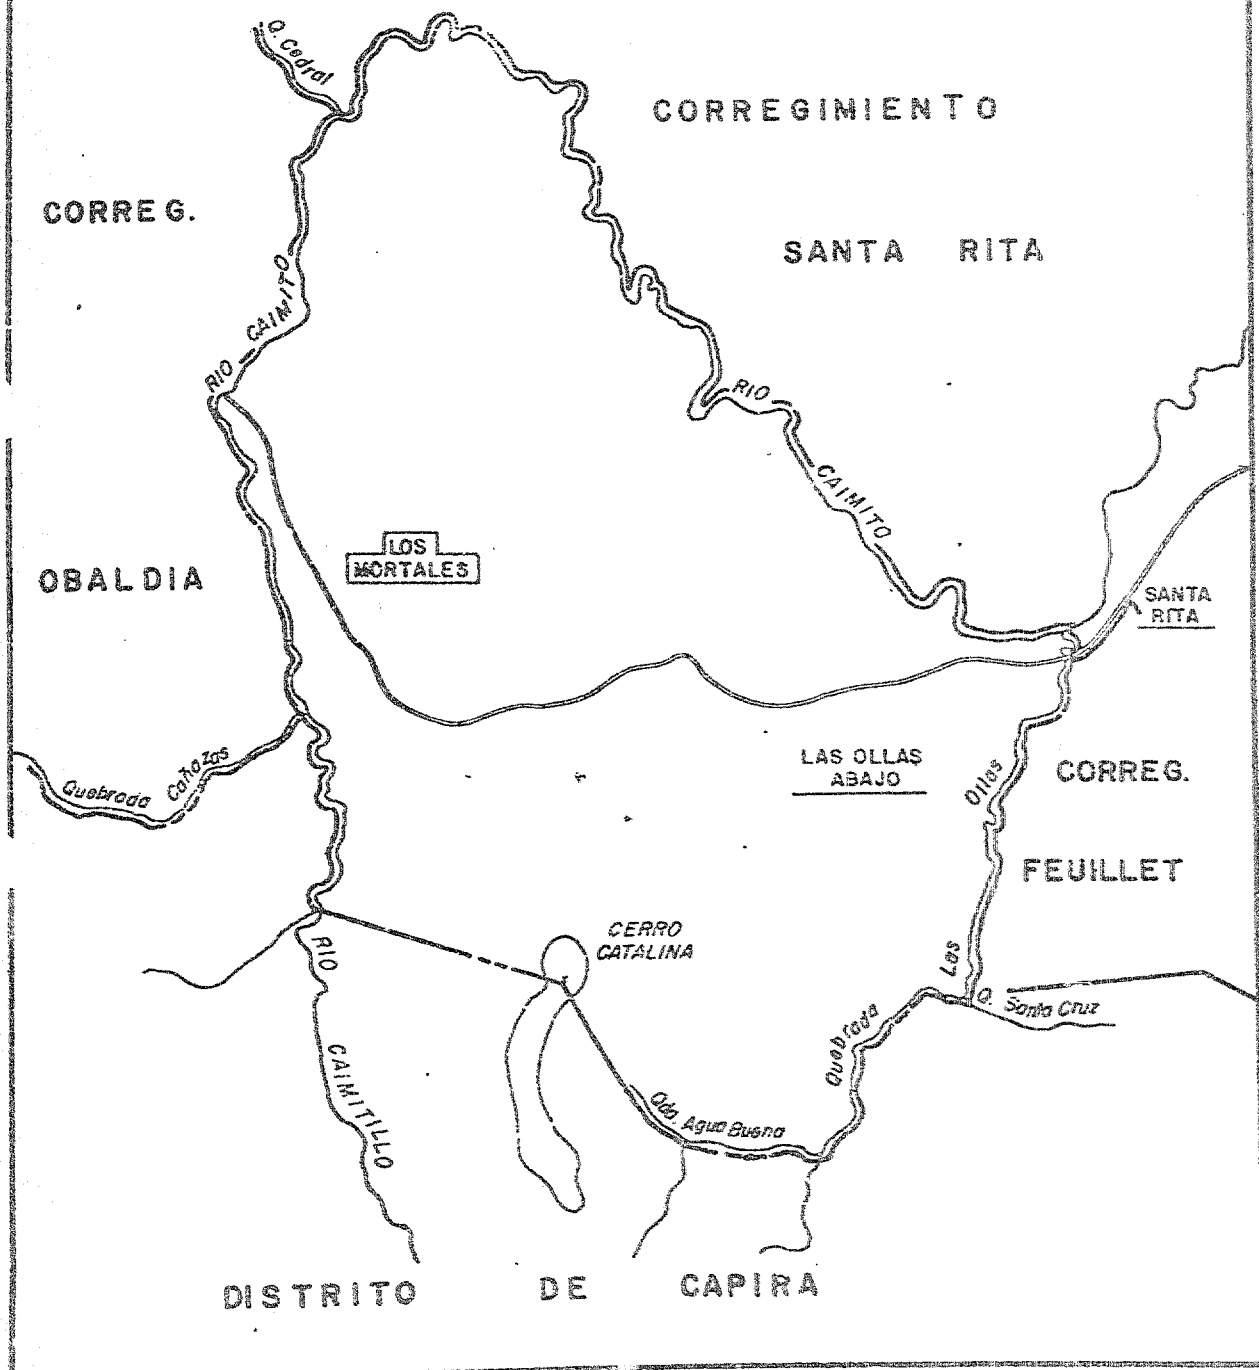 Q. Cedral
CORREGIMIENTO
CORREG.
SANTA RITA
RIO CAIMITO
RIO CAIMITO
LOS
MORTALES
OBALDIA
SANTA
RITA
Quebrada Cañazas
LAS OLLAS
ABAJO
CORREG.
FEUILLET
CERRO
CATALINA
Quebrada Las Ollas
Q. Santa Cruz
RIO CAIMITILLO
Qda. Agua Buena
DISTRITO DE CAPIRA